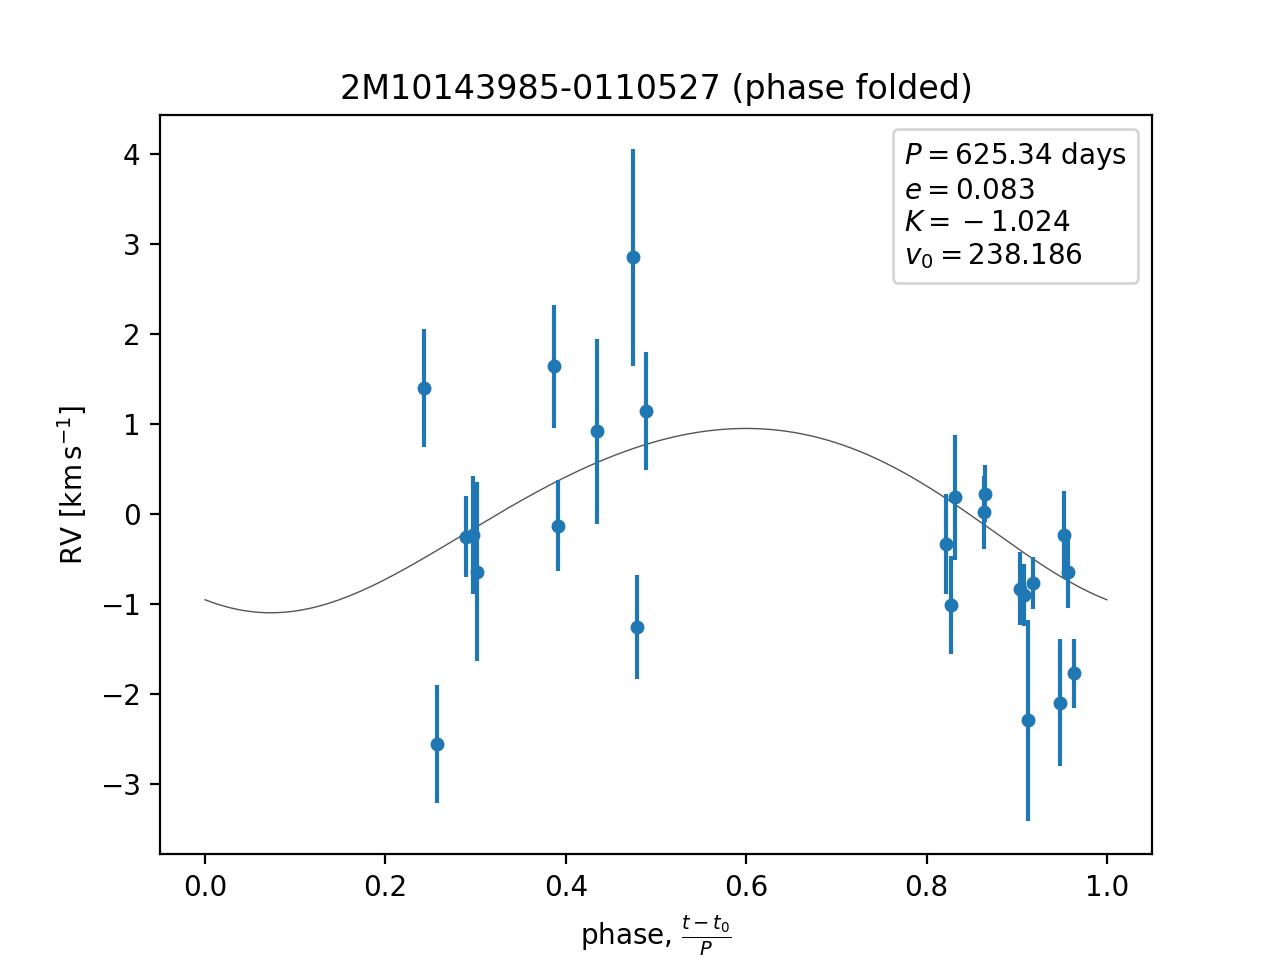 2M10143985-0110527 (phase folded)
P = 625.34 days
e = 0.083
K = −1.024
v₀ = 238.186
4
3
2
1
0
−1
−2
−3
RV [km s⁻¹]
0.0 0.2 0.4 0.6 0.8 1.0
phase, (t − t₀)/P